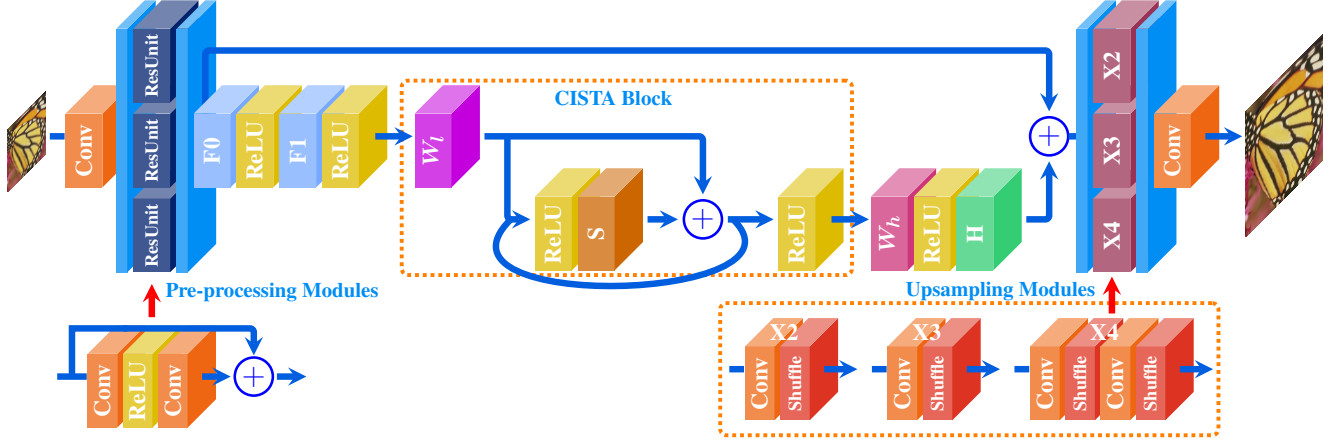 Conv
ResUnit
ResUnit
ResUnit
F0
ReLU
F1
ReLU
CISTA Block
W_l
ReLU
S
+
ReLU
W_h
ReLU
H
+
X2
X3
X4
Conv
Pre-processing Modules
Upsampling Modules
Conv
ReLU
Conv
+
X2
Conv
Shuffle
X3
Conv
Shuffle
X4
Conv
Shuffle
Conv
Shuffle